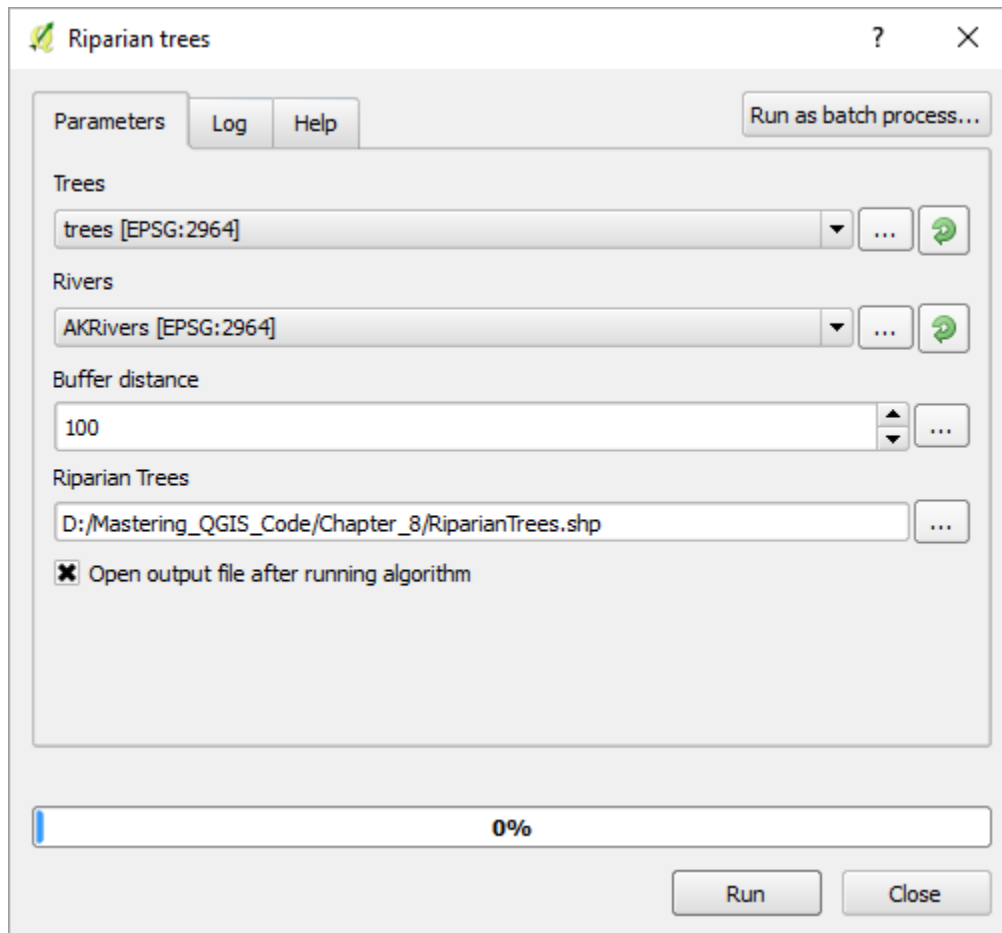 Riparian trees
?
Parameters
Log
Help
Run as batch process...
Trees
trees [EPSG:2964]
...
Rivers
AKRivers [EPSG:2964]
...
Buffer distance
100
...
Riparian Trees
D:/Mastering_QGIS_Code/Chapter_8/RiparianTrees.shp
...
Open output file after running algorithm
0%
Run
Close